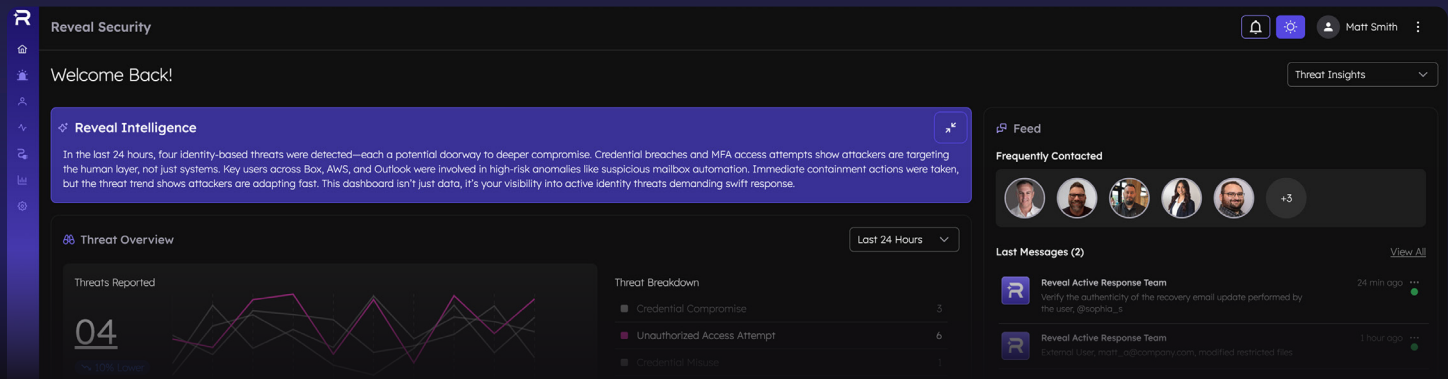 Reveal Security
Matt Smith
Welcome Back!
Threat Insights
Reveal Intelligence
In the last 24 hours, four identity-based threats were detected—each a potential doorway to deeper compromise. Credential breaches and MFA access attempts show attackers are targeting
the human layer, not just systems. Key users across Box, AWS, and Outlook were involved in high-risk anomalies like suspicious mailbox automation. Immediate containment actions were taken,
but the threat trend shows attackers are adapting fast. This dashboard isn't just data, it's your visibility into active identity threats demanding swift response.
Threat Overview
Last 24 Hours
Threats Reported
04
10% Lower
Threat Breakdown
Credential Compromise 3
Unauthorized Access Attempt 6
Credential Misuse 1
Feed
Frequently Contacted
+3
Last Messages (2)
View All
Reveal Active Response Team 24 min ago
Verify the authenticity of the recovery email update performed by
the user, @sophia_s
Reveal Active Response Team 1 hour ago
External User, matt_a@company.com, modified restricted files